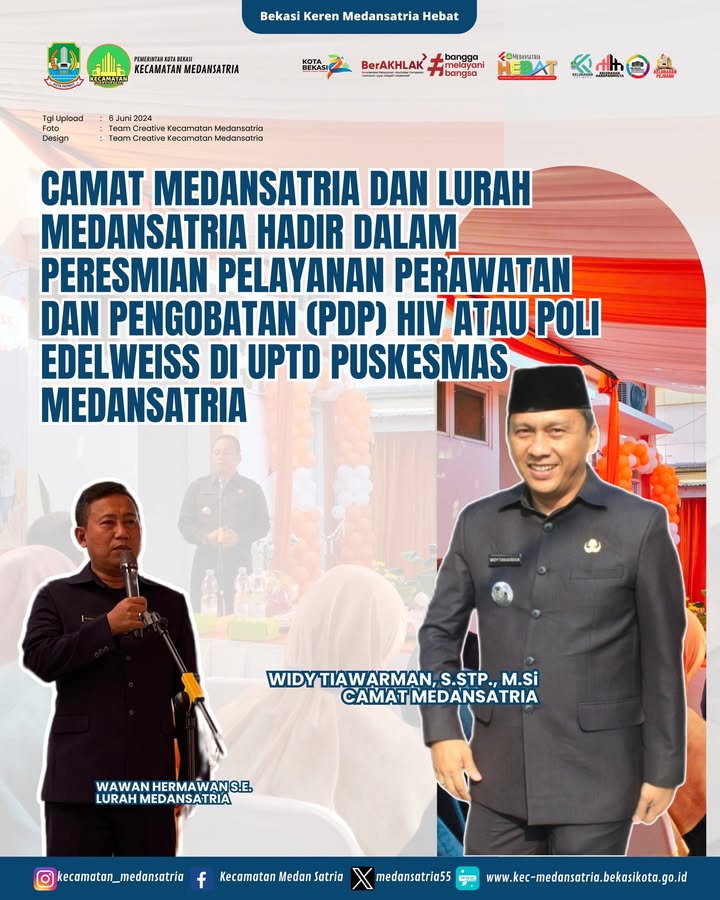 Bekasi Keren Medansatria Hebat
PEMERINTAH KOTA BEKASI
KECAMATAN MEDANSATRIA
KOTA BEKASI
BerAKHLAK
#bangga melayani bangsa
MEDANSATRIA
HEBAT
Tgl Upload : 6 Juni 2024
Foto : Team Creative Kecamatan Medansatria
Design : Team Creative Kecamatan Medansatria
CAMAT MEDANSATRIA DAN LURAH
MEDANSATRIA HADIR DALAM
PERESMIAN PELAYANAN PERAWATAN
DAN PENGOBATAN (PDP) HIV ATAU POLI
EDELWEISS DI UPTD PUSKESMAS
MEDANSATRIA
WIDY TIAWARMAN
WIDY TIAWARMAN, S.STP., M.Si
CAMAT MEDANSATRIA
WAWAN HERMAWAN S.E.
LURAH MEDANSATRIA
kecamatan_medansatria
Kecamatan Medan Satria
medansatria55
www.kec-medansatria.bekasikota.go.id